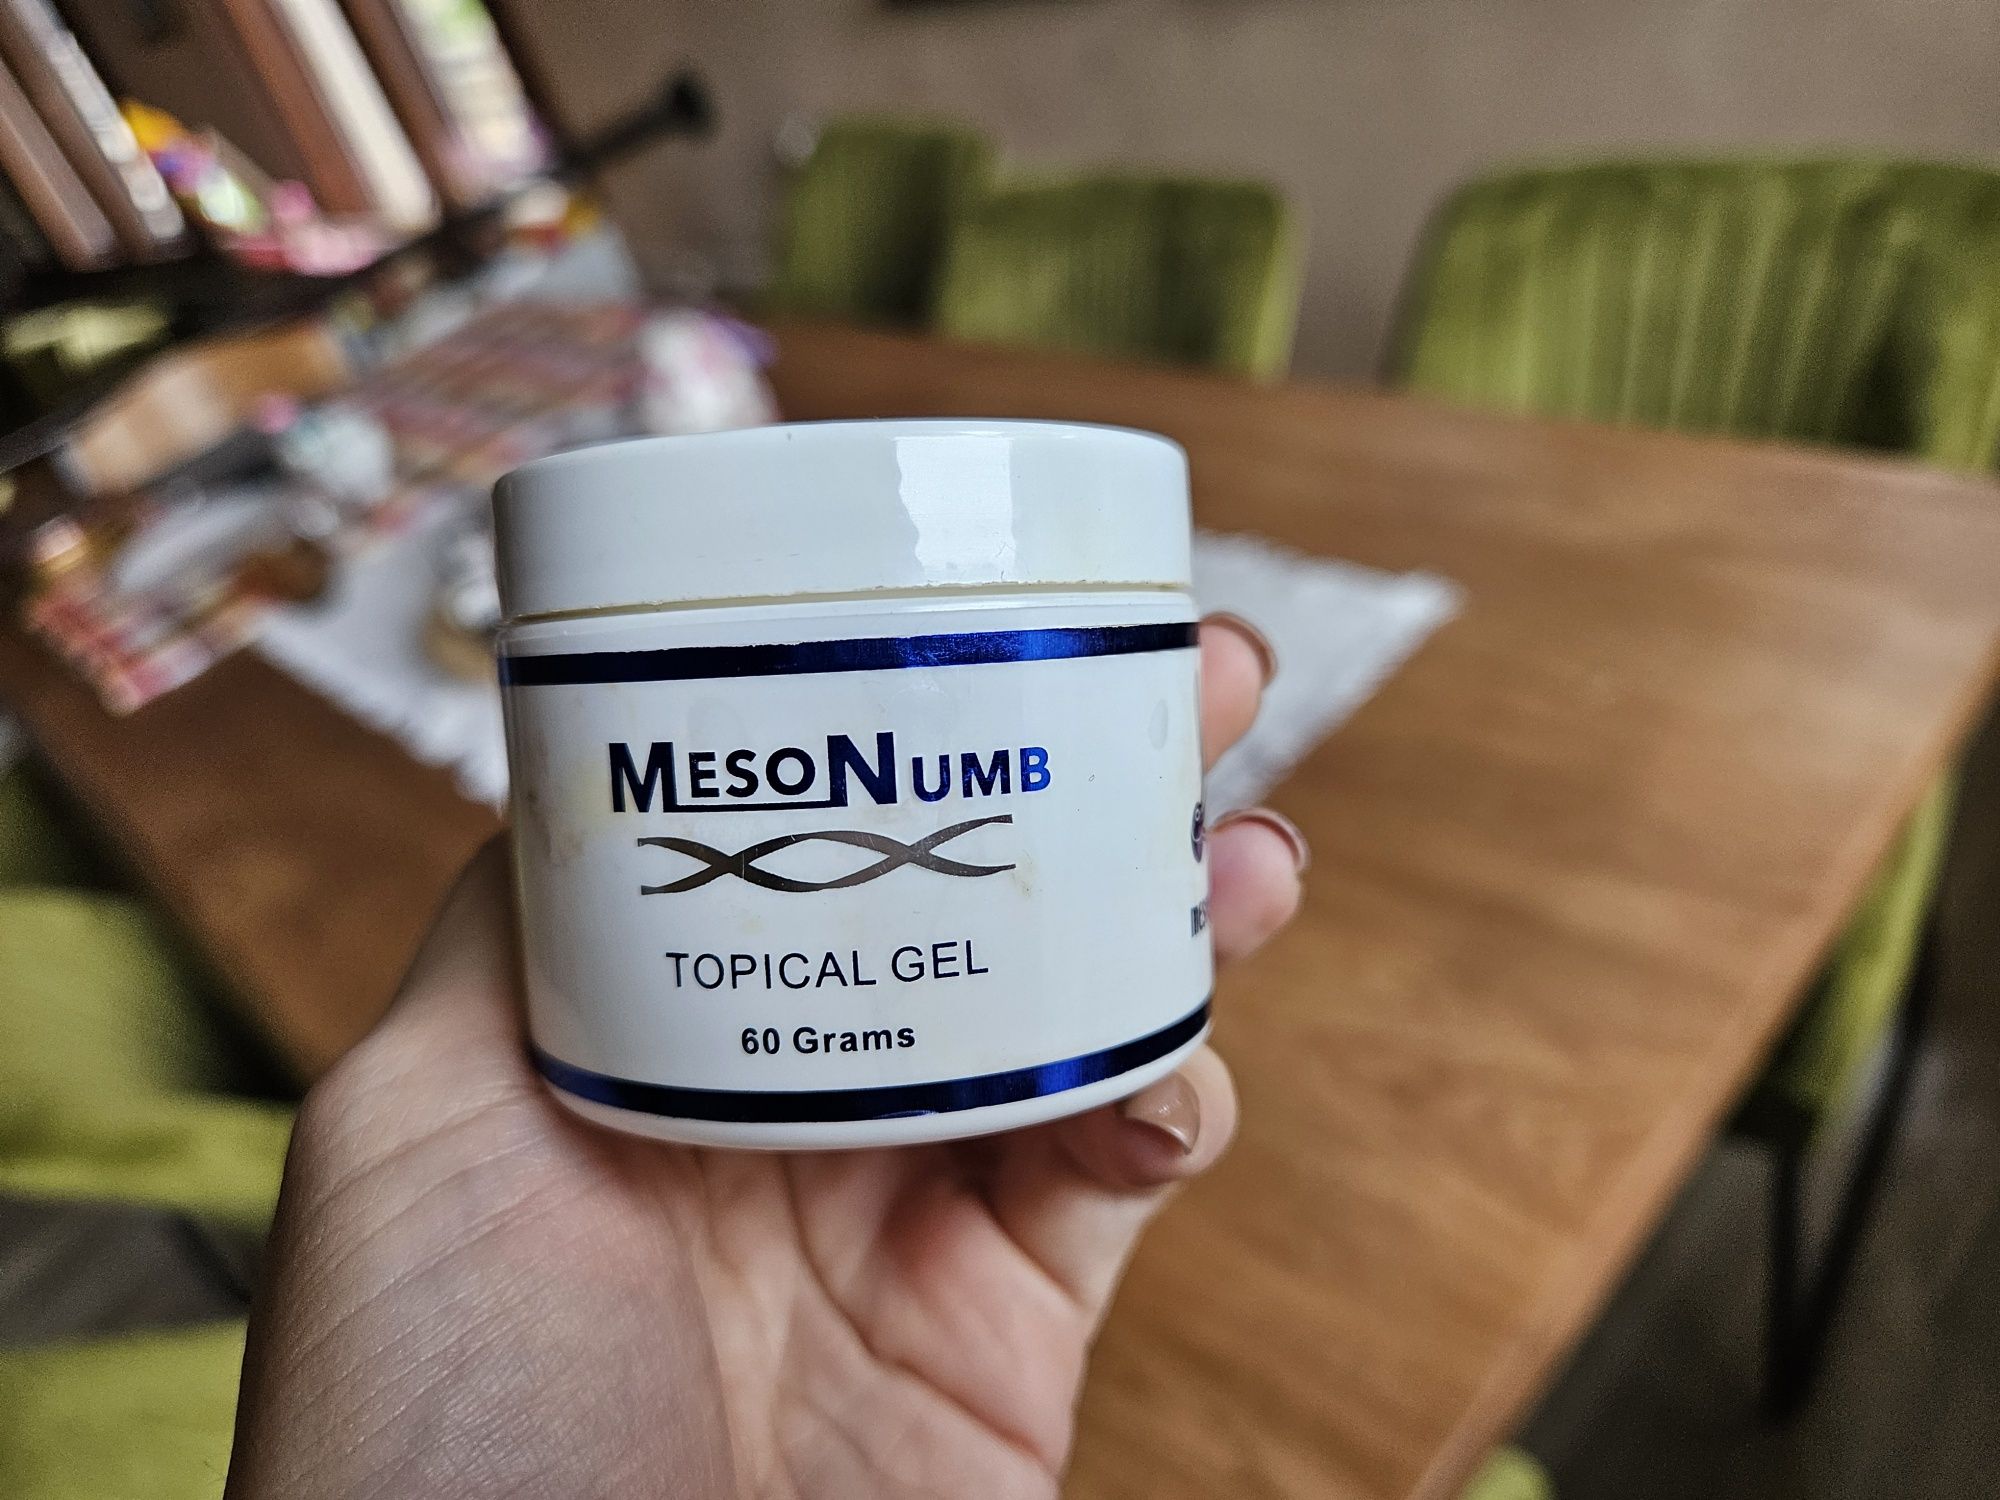 MESONUMB
TOPICAL GEL
60 Grams